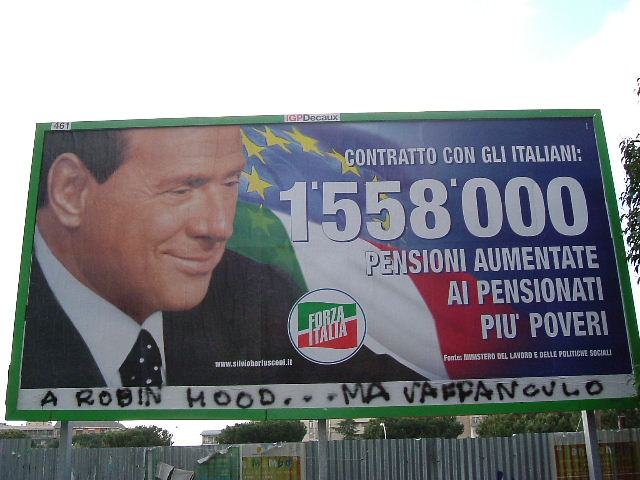 461
IGPDecaux
CONTRATTO CON GLI ITALIANI:
1'558'000
PENSIONI AUMENTATE
AI PENSIONATI
PIU' POVERI
FORZA
ITALIA
www.silvioberlusconi.it
Fonte: MINISTERO DEL LAVORO E DELLE POLITICHE SOCIALI
A ROBIN HOOD... MA VAFFANCULO